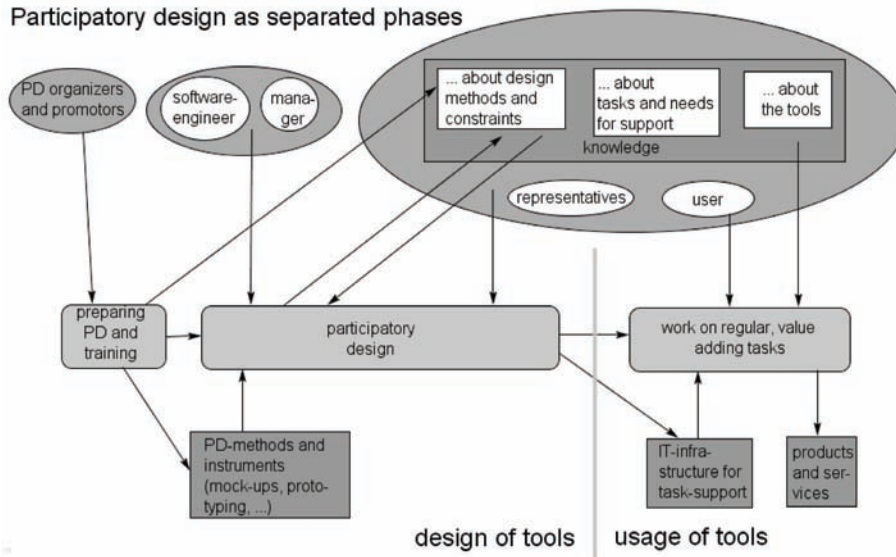 Participatory design as separated phases
PD organizers
and promotors
software-
engineer
mana-
ger
... about design
methods and
constraints
... about
tasks and needs
for support
... about
the tools
knowledge
representatives
user
preparing
PD and
training
participatory
design
work on regular, value
adding tasks
PD-methods and
instruments
(mock-ups, proto-
typing, ...)
IT-infra-
structure for
task-support
products
and ser-
vices
design of tools
usage of tools